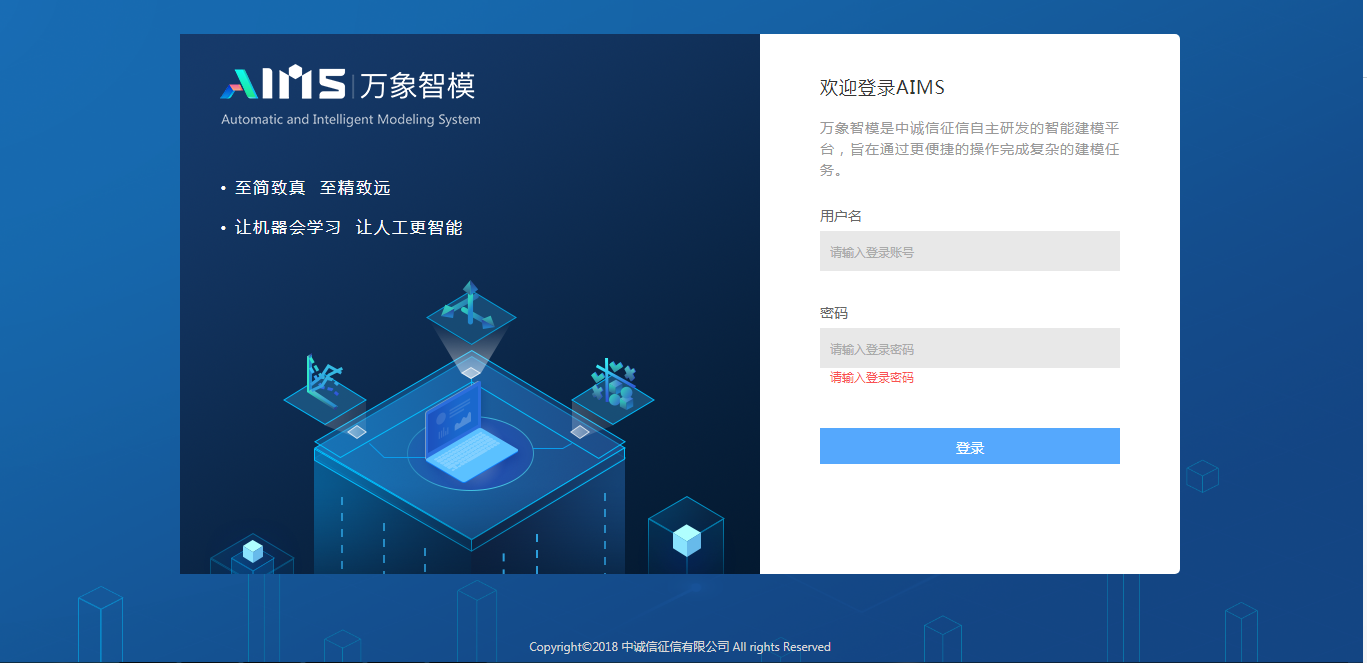 AIMS 万象智模
Automatic and Intelligent Modeling System
• 至简致真 至精致远
• 让机器会学习 让人工更智能
欢迎登录AIMS
万象智模是中诚信征信自主研发的智能建模平
台，旨在通过更便捷的操作完成复杂的建模任
务。
用户名
请输入登录账号
密码
请输入登录密码
请输入登录密码
登录
Copyright©2018 中诚信征信有限公司 All rights Reserved